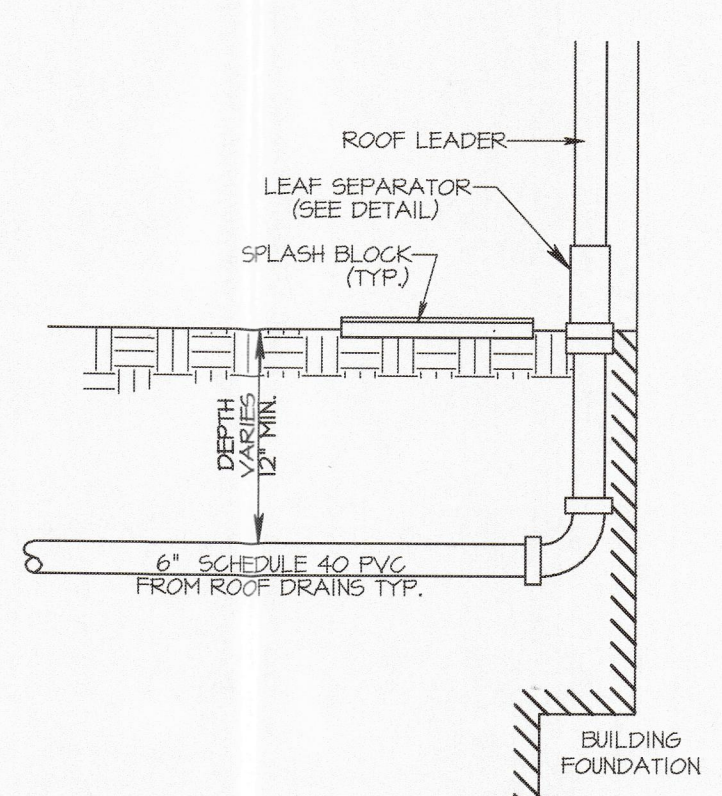 ROOF LEADER
LEAF SEPARATOR
(SEE DETAIL)
SPLASH BLOCK
(TYP.)
DEPTH
VARIES
12" MIN.
6" SCHEDULE 40 PVC
FROM ROOF DRAINS TYP.
BUILDING
FOUNDATION